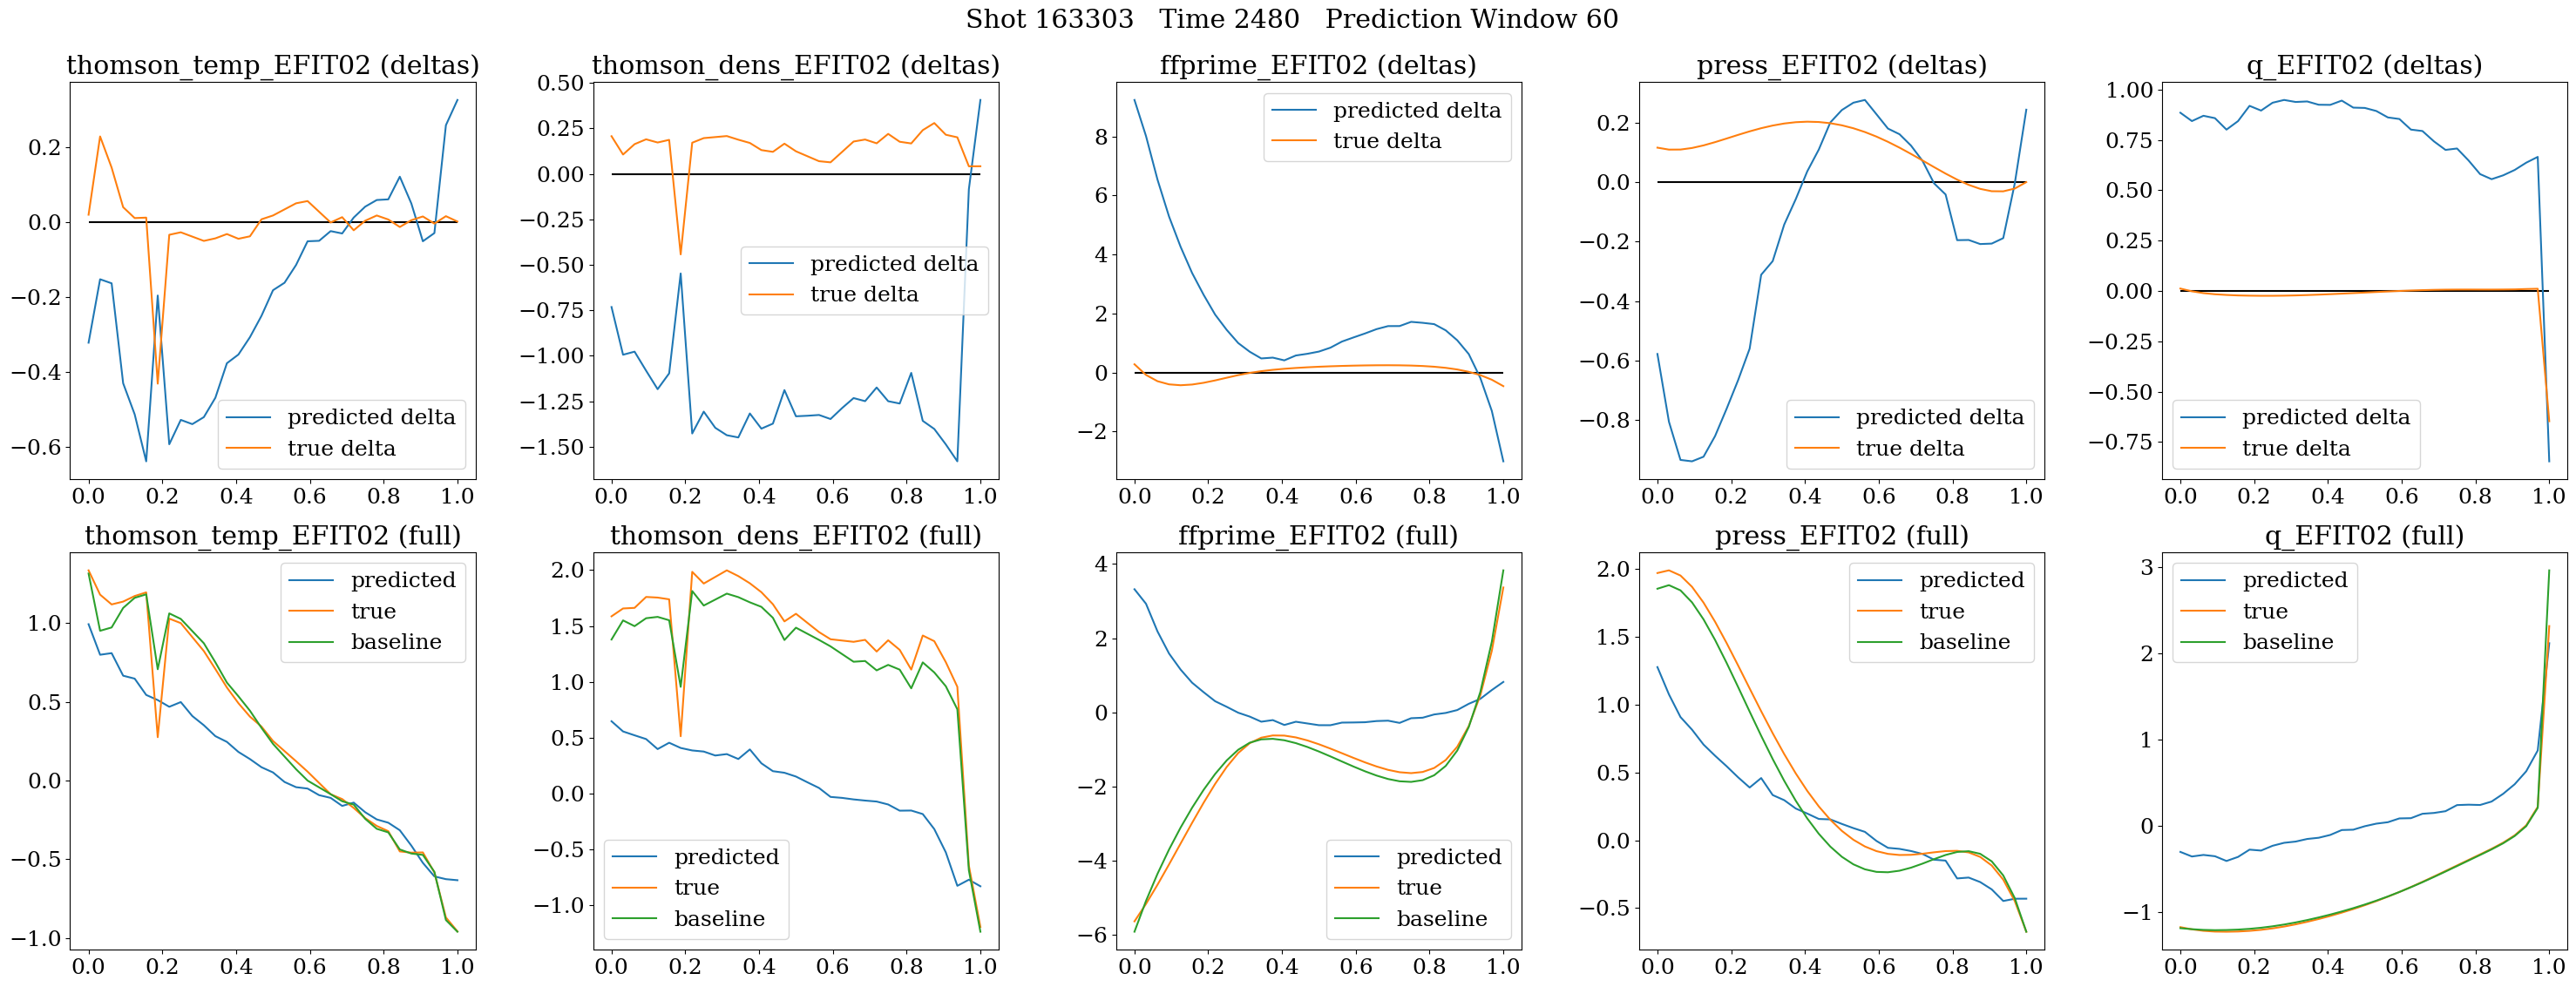 Shot 163303   Time 2480   Prediction Window 60
thomson_temp_EFIT02 (deltas)
0.2
0.0
−0.2
−0.4
−0.6
predicted delta
true delta
0.0 0.2 0.4 0.6 0.8 1.0
thomson_dens_EFIT02 (deltas)
0.50
0.25
0.00
−0.25
−0.50
−0.75
−1.00
−1.25
−1.50
predicted delta
true delta
0.0 0.2 0.4 0.6 0.8 1.0
ffprime_EFIT02 (deltas)
8
6
4
2
0
−2
predicted delta
true delta
0.0 0.2 0.4 0.6 0.8 1.0
press_EFIT02 (deltas)
0.2
0.0
−0.2
−0.4
−0.6
−0.8
predicted delta
true delta
0.0 0.2 0.4 0.6 0.8 1.0
q_EFIT02 (deltas)
1.00
0.75
0.50
0.25
0.00
−0.25
−0.50
−0.75
predicted delta
true delta
0.0 0.2 0.4 0.6 0.8 1.0
thomson_temp_EFIT02 (full)
1.0
0.5
0.0
−0.5
−1.0
predicted
true
baseline
0.0 0.2 0.4 0.6 0.8 1.0
thomson_dens_EFIT02 (full)
2.0
1.5
1.0
0.5
0.0
−0.5
−1.0
predicted
true
baseline
0.0 0.2 0.4 0.6 0.8 1.0
ffprime_EFIT02 (full)
4
2
0
−2
−4
−6
predicted
true
baseline
0.0 0.2 0.4 0.6 0.8 1.0
press_EFIT02 (full)
2.0
1.5
1.0
0.5
0.0
−0.5
predicted
true
baseline
0.0 0.2 0.4 0.6 0.8 1.0
q_EFIT02 (full)
3
2
1
0
−1
predicted
true
baseline
0.0 0.2 0.4 0.6 0.8 1.0